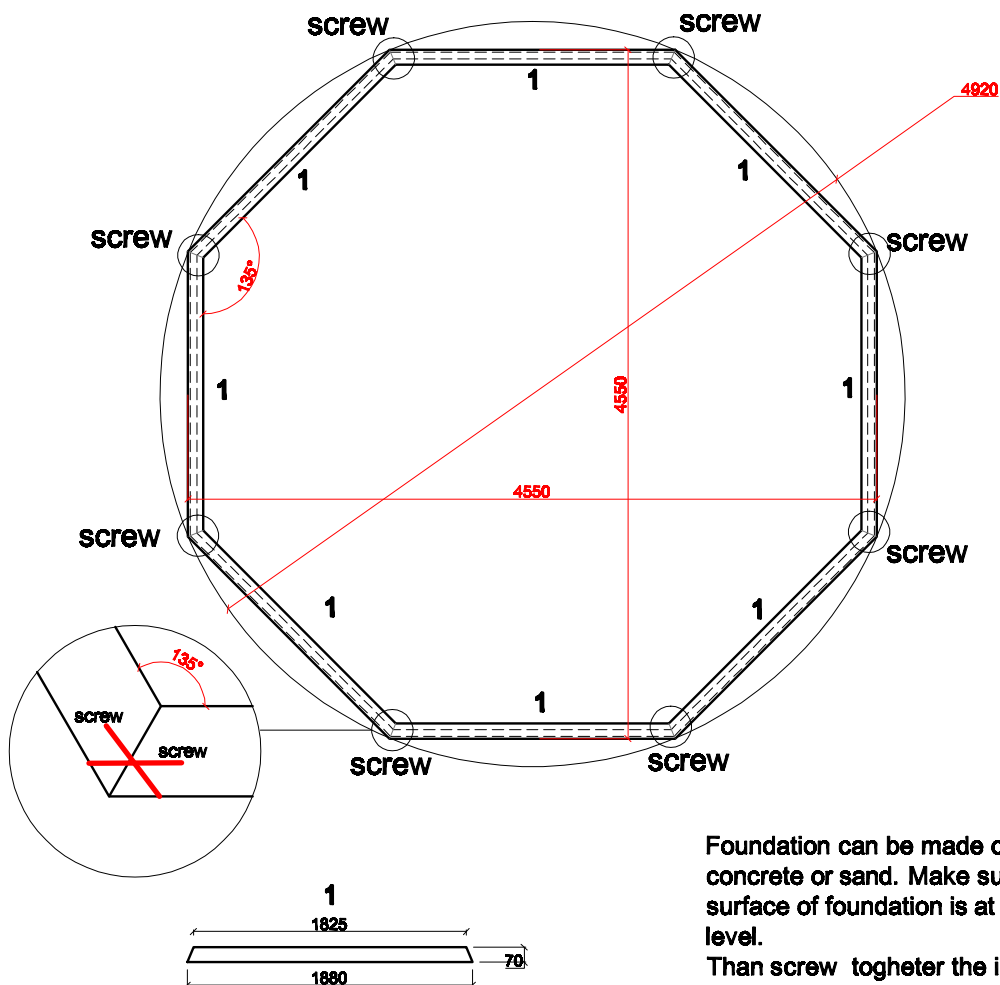 screw
screw
1
4920
1
1
screw
screw
135°
1
1
4550
4550
screw
screw
1
1
135°
screw
screw
1
screw
screw
Foundation can be made
concrete or sand. Make
surface of foundation is at
level.
Than screw togheter the
1
1825
70
1880